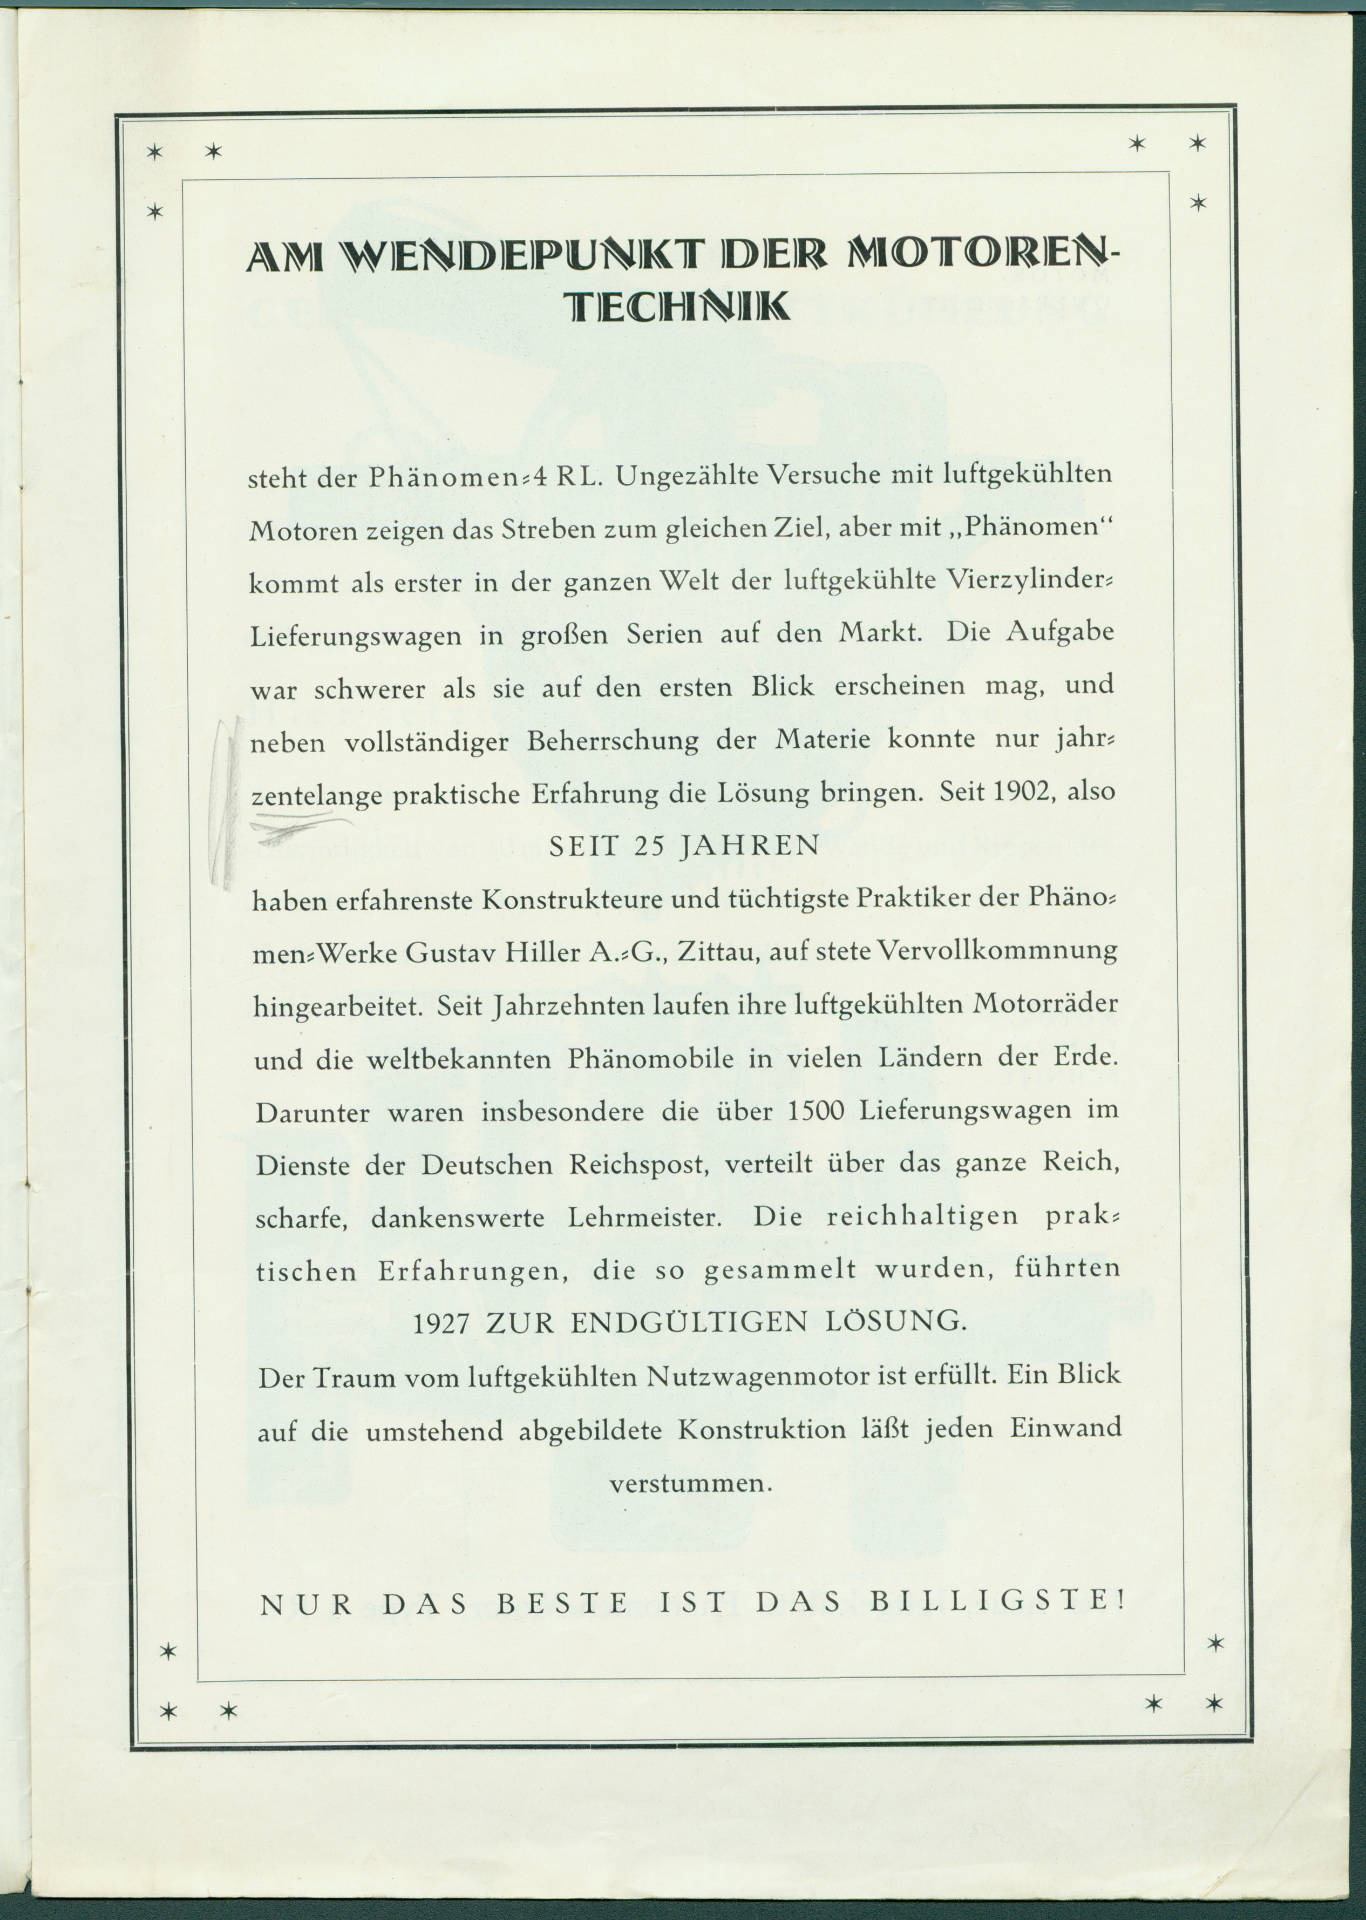 AM WENDEPUNKT DER MOTOREN-
TECHNIK
steht der Phänomen-4 RL. Ungezählte Versuche mit luftgekühlten
Motoren zeigen das Streben zum gleichen Ziel, aber mit „Phänomen“
kommt als erster in der ganzen Welt der luftgekühlte Vierzylinder-
Lieferungswagen in großen Serien auf den Markt. Die Aufgabe
war schwerer als sie auf den ersten Blick erscheinen mag, und
neben vollständiger Beherrschung der Materie konnte nur jahr-
zentelange praktische Erfahrung die Lösung bringen. Seit 1902, also
SEIT 25 JAHREN
haben erfahrenste Konstrukteure und tüchtigste Praktiker der Phäno-
men-Werke Gustav Hiller A.-G., Zittau, auf stete Vervollkommnung
hingearbeitet. Seit Jahrzehnten laufen ihre luftgekühlten Motorräder
und die weltbekannten Phänomobile in vielen Ländern der Erde.
Darunter waren insbesondere die über 1500 Lieferungswagen im
Dienste der Deutschen Reichspost, verteilt über das ganze Reich,
scharfe, dankenswerte Lehrmeister. Die reichhaltigen prak-
tischen Erfahrungen, die so gesammelt wurden, führten
1927 ZUR ENDGÜLTIGEN LÖSUNG.
Der Traum vom luftgekühlten Nutzwagenmotor ist erfüllt. Ein Blick
auf die umstehend abgebildete Konstruktion läßt jeden Einwand
verstummen.
NUR DAS BESTE IST DAS BILLIGSTE!